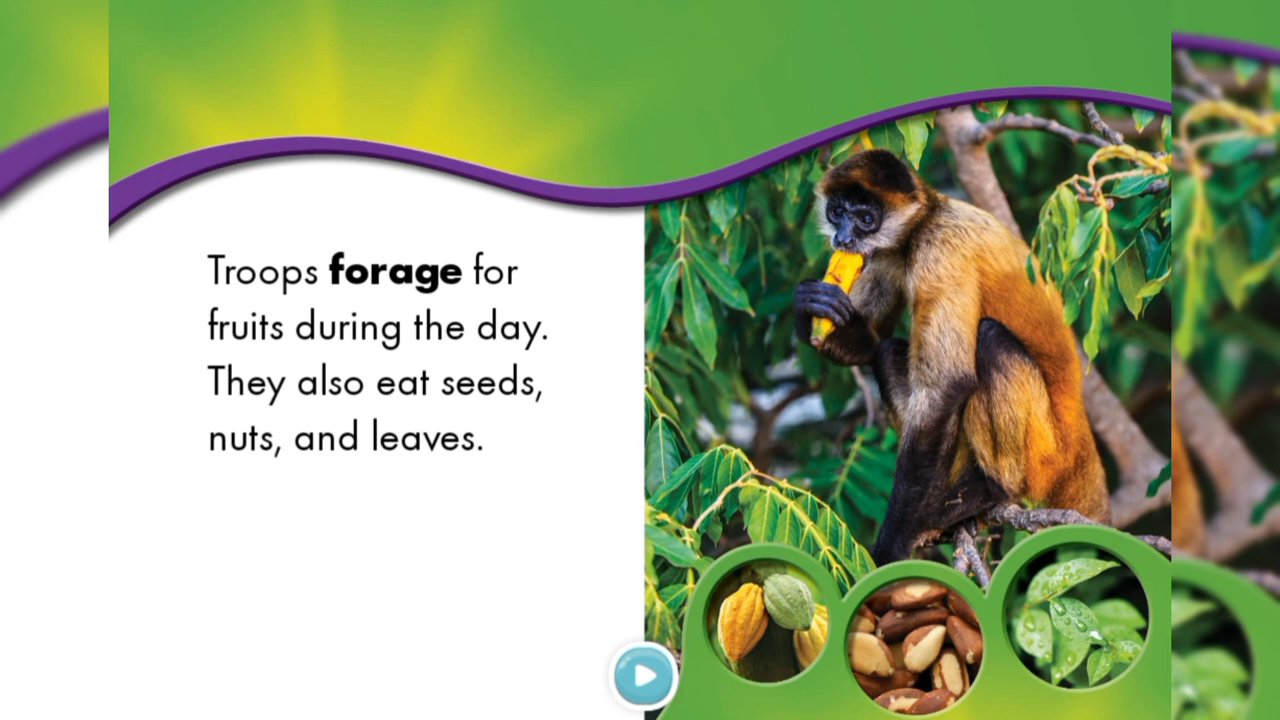 Troops forage for
fruits during the day.
They also eat seeds,
nuts, and leaves.